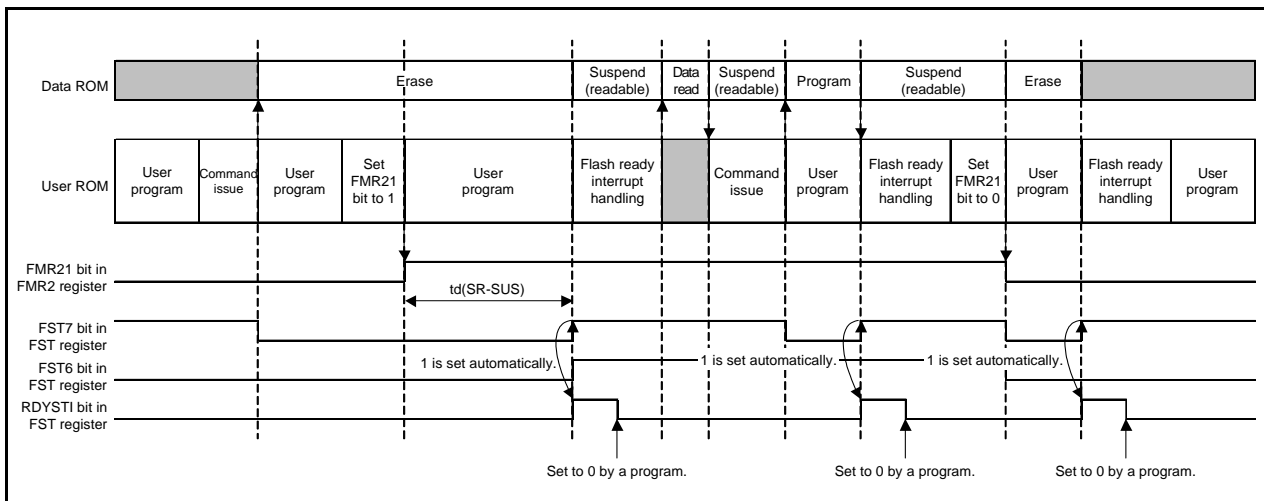 Data ROM
Erase
Suspend
(readable)
Data
read
Suspend
(readable)
Program
Suspend
(readable)
Erase
User ROM
User
program
Command
issue
User
program
Set
FMR21
bit to 1
User
program
Flash ready
interrupt
handling
Command
issue
User
program
Flash ready
interrupt
handling
Set
FMR21
bit to 0
User
program
Flash ready
interrupt
handling
User
program
FMR21 bit in
FMR2 register
td(SR-SUS)
FST7 bit in
FST register
FST6 bit in
FST register
1 is set automatically.
1 is set automatically.
1 is set automatically.
RDYSTI bit in
FST register
Set to 0 by a program.
Set to 0 by a program.
Set to 0 by a program.